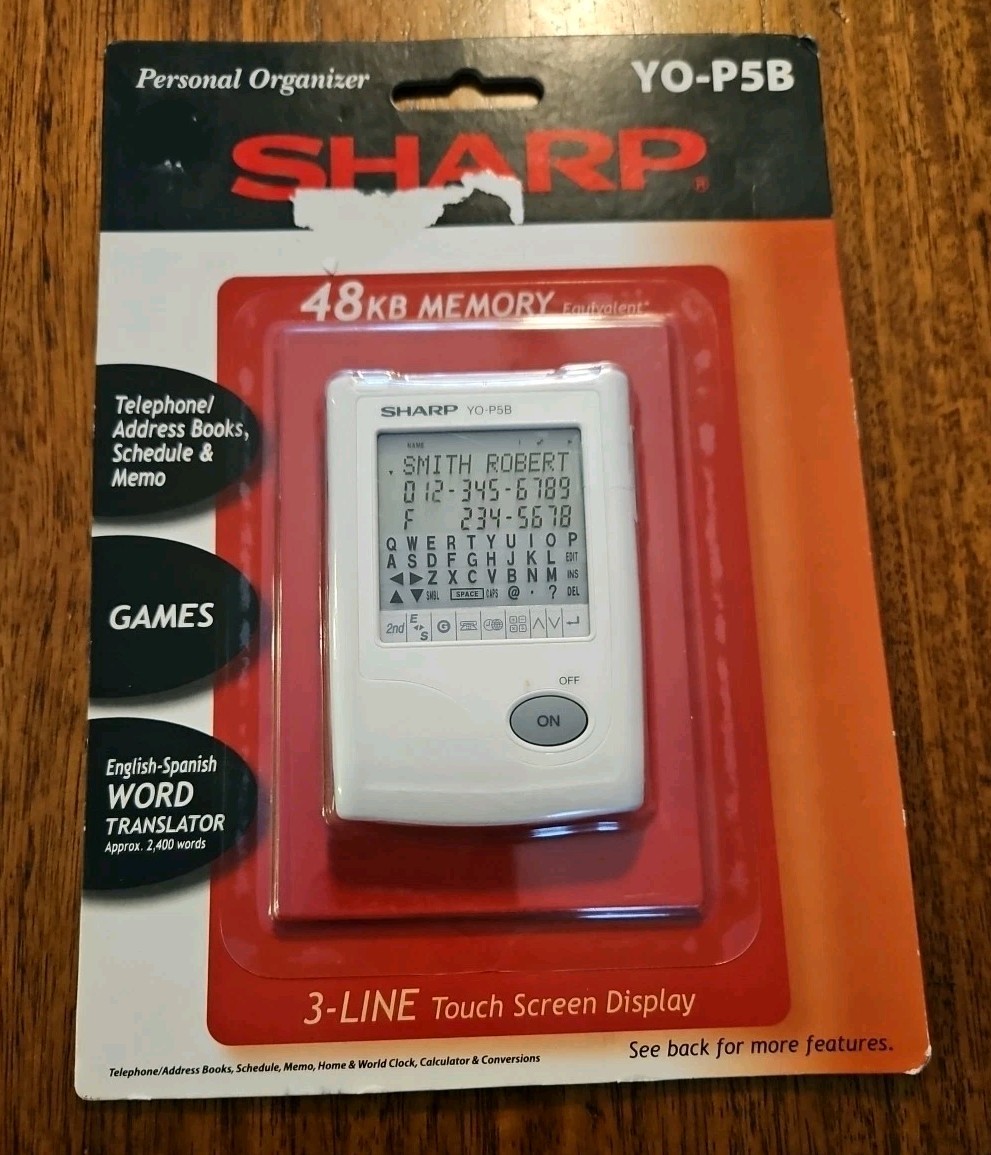 Personal Organizer
YO-P5B
SHARP®
48KB MEMORY Equivalent*
Telephone/
Address Books,
Schedule &
Memo
GAMES
English-Spanish
WORD
TRANSLATOR
Approx. 2,400 words
SHARP YO-P5B
NAME
SMITH ROBERT
012-345-6789
F 234-5678
Q W E R T Y U I O P
A S D F G H J K L EDIT
◀ ▶ Z X C V B N M INS
▲ ▼ SMBL SPACE CAPS @ . ? DEL
2nd E S G
OFF
ON
3-LINE Touch Screen Display
See back for more features.
Telephone/Address Books, Schedule, Memo, Home & World Clock, Calculator & Conversions